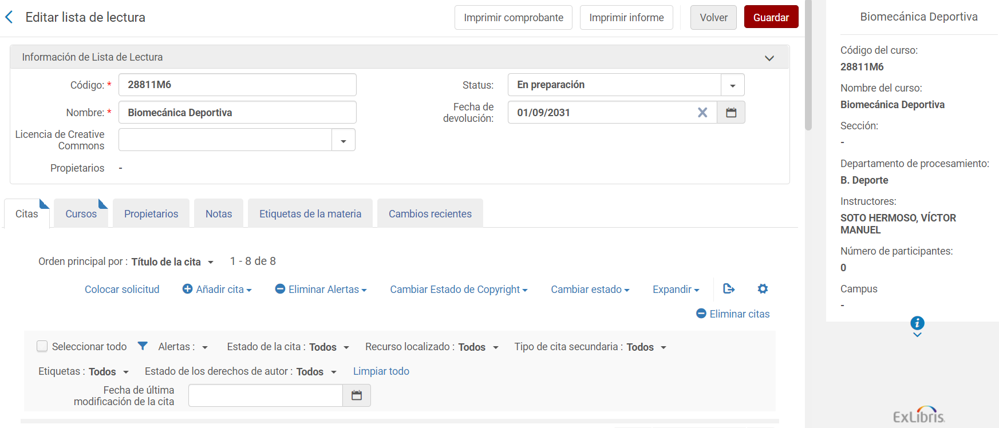 Editar lista de lectura
Imprimir comprobante
Imprimir informe
Volver
Guardar
Información de Lista de Lectura
Código: *
28811M6
Status:
En preparación
Nombre: *
Biomecánica Deportiva
Fecha de
devolución:
01/09/2031
Licencia de Creative
Commons
Propietarios
-
Citas
Cursos
Propietarios
Notas
Etiquetas de la materia
Cambios recientes
Orden principal por : Título de la cita
1 - 8 de 8
Colocar solicitud
Añadir cita
Eliminar Alertas
Cambiar Estado de Copyright
Cambiar estado
Expandir
Eliminar citas
Seleccionar todo
Alertas :
Estado de la cita : Todos
Recurso localizado : Todos
Tipo de cita secundaria : Todos
Etiquetas : Todos
Estado de los derechos de autor : Todos
Limpiar todo
Fecha de última
modificación de la cita
Biomecánica Deportiva
Código del curso:
28811M6
Nombre del curso:
Biomecánica Deportiva
Sección:
-
Departamento de procesamiento:
B. Deporte
Instructores:
SOTO HERMOSO, VÍCTOR
MANUEL
Número de participantes:
0
Campus
-
i
ExLibris